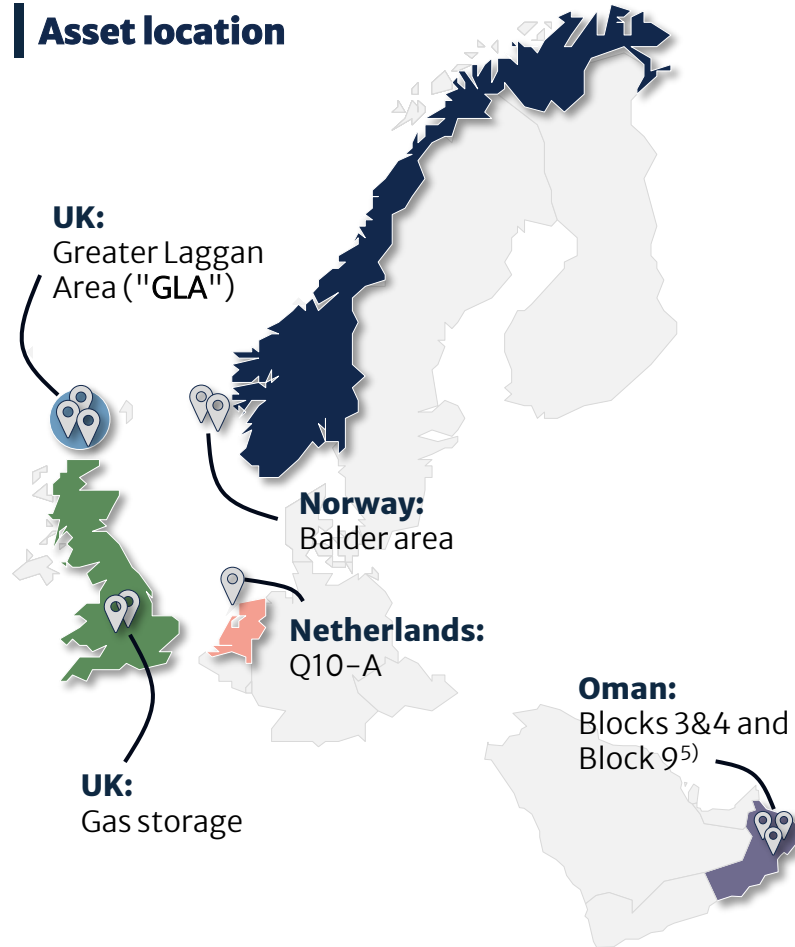 Asset location
UK:
Greater Laggan
Area ("GLA")
Norway:
Balder area
Netherlands:
Q10-A
Oman:
Blocks 3&4 and
Block 9⁵⁾
UK:
Gas storage